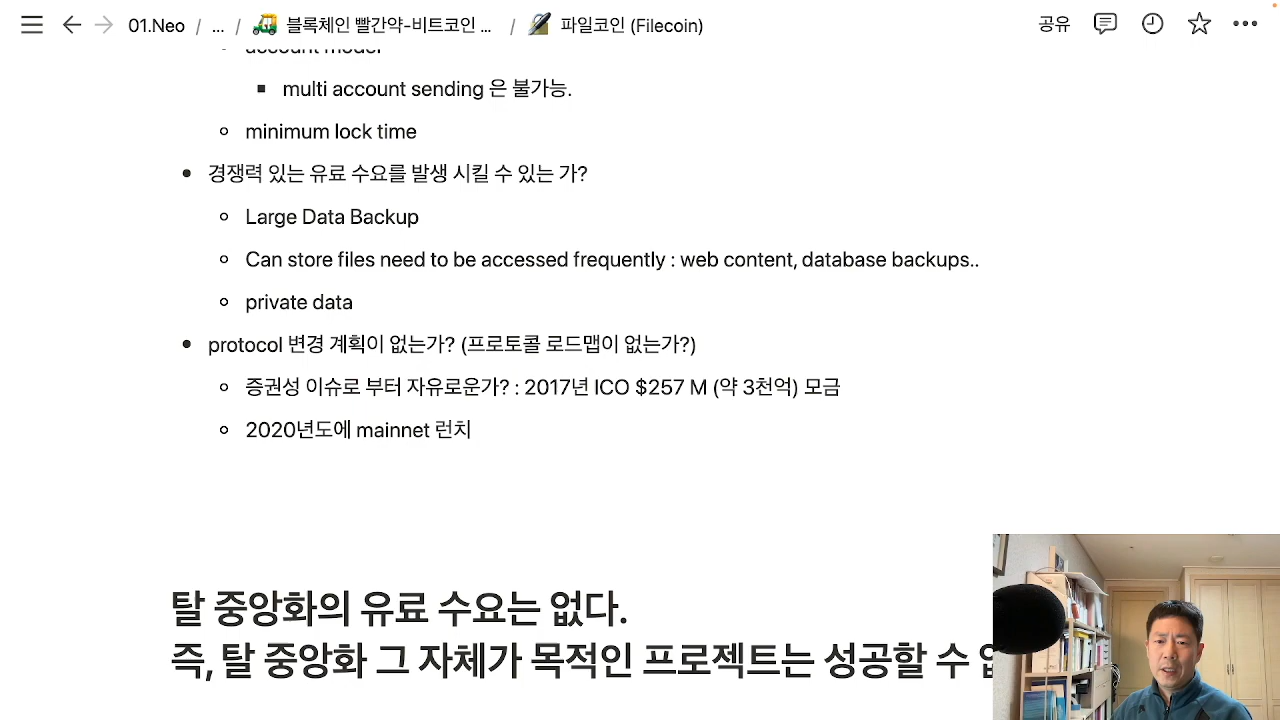 01.Neo / ... / 블록체인 빨간약-비트코인 ... / 파일코인 (Filecoin)
공유
account model
multi account sending 은 불가능.
minimum lock time
경쟁력 있는 유료 수요를 발생 시킬 수 있는 가?
Large Data Backup
Can store files need to be accessed frequently : web content, database backups..
private data
protocol 변경 계획이 없는가? (프로토콜 로드맵이 없는가?)
증권성 이슈로 부터 자유로운가? : 2017년 ICO $257 M (약 3천억) 모금
2020년도에 mainnet 런치
탈 중앙화의 유료 수요는 없다.
즉, 탈 중앙화 그 자체가 목적인 프로젝트는 성공할 수